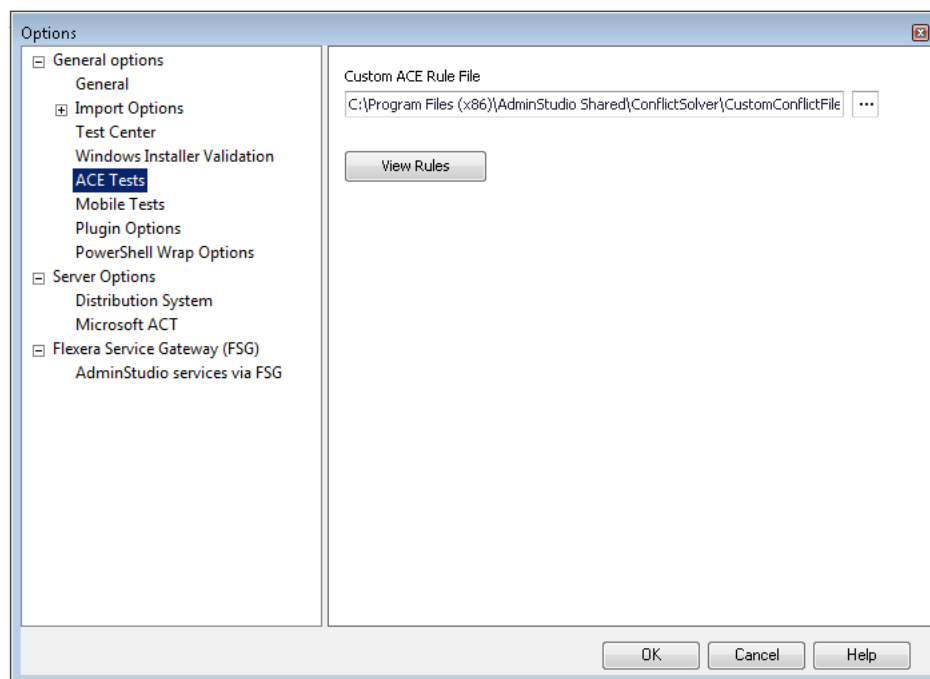 Options
General options
General
Import Options
Test Center
Windows Installer Validation
ACE Tests
Mobile Tests
Plugin Options
PowerShell Wrap Options
Server Options
Distribution System
Microsoft ACT
Flexera Service Gateway (FSG)
AdminStudio services via FSG
Custom ACE Rule File
C:\Program Files (x86)\AdminStudio Shared\ConflictSolver\CustomConflictFile
...
View Rules
OK
Cancel
Help